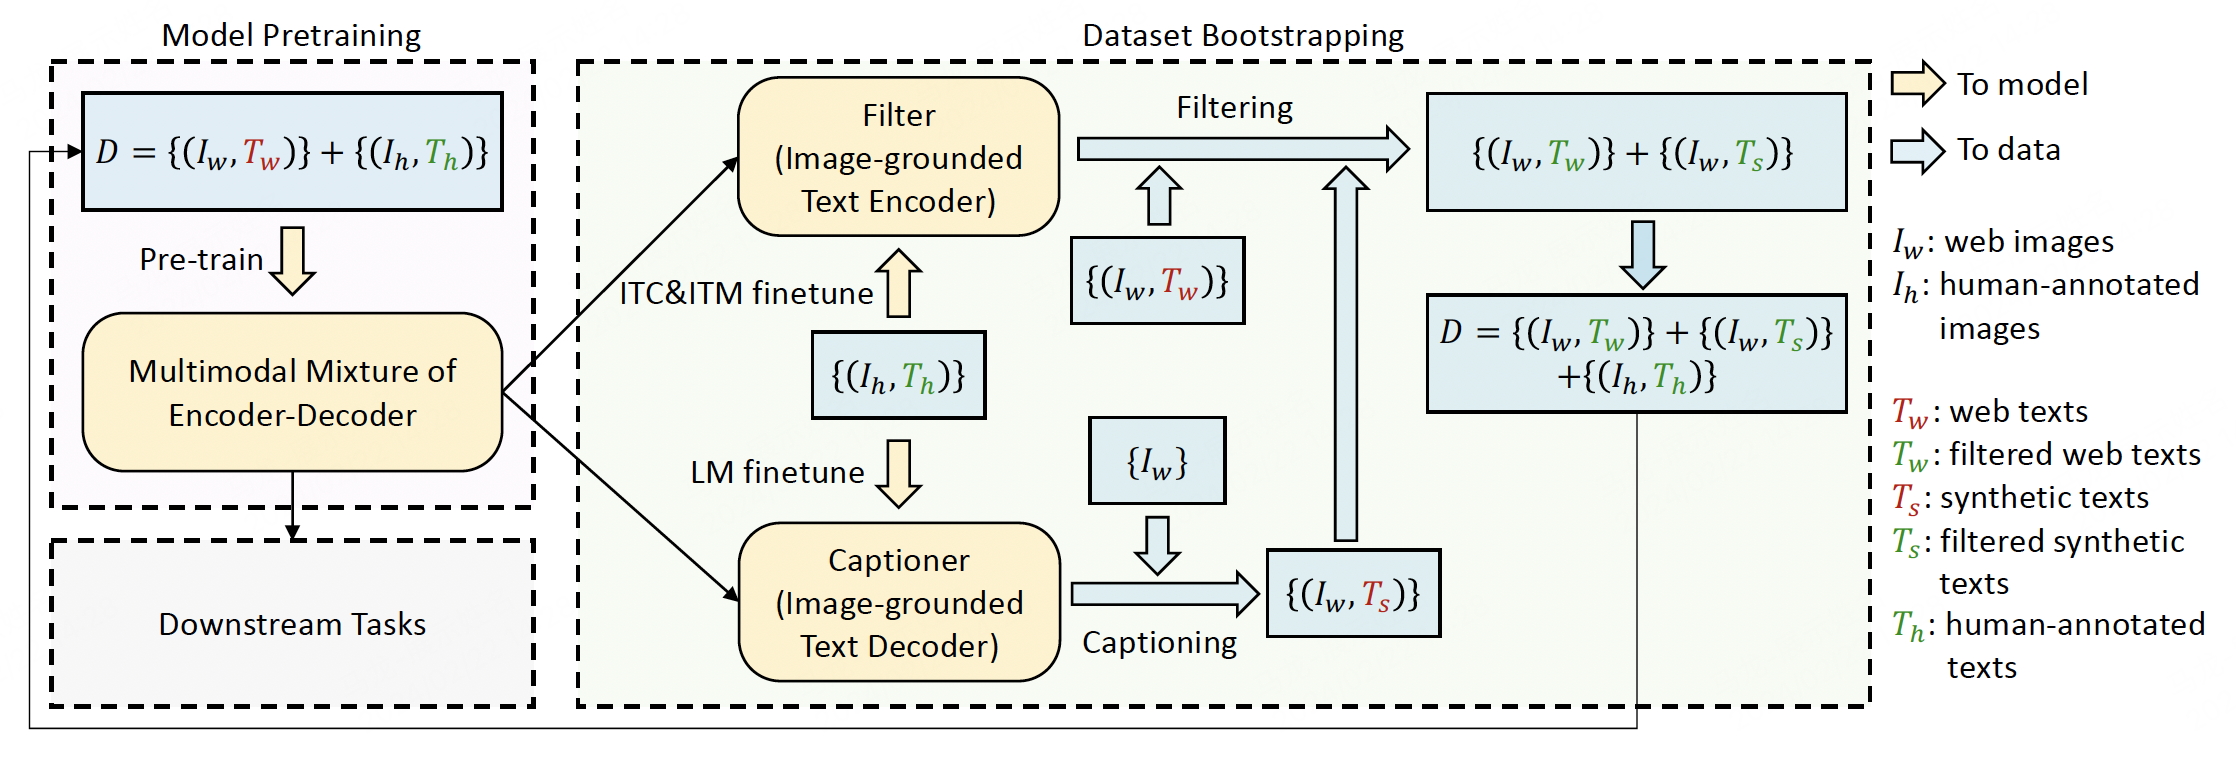 Model Pretraining
D = {(I_w, T_w)} + {(I_h, T_h)}
Pre-train
Multimodal Mixture of
Encoder-Decoder
Downstream Tasks
Dataset Bootstrapping
Filter
(Image-grounded
Text Encoder)
ITC&ITM finetune
{(I_h, T_h)}
LM finetune
Captioner
(Image-grounded
Text Decoder)
Filtering
{(I_w, T_w)}
{I_w}
Captioning
{(I_w, T_s)}
{(I_w, T_w)} + {(I_w, T_s)}
D = {(I_w, T_w)} + {(I_w, T_s)}
+{(I_h, T_h)}
To model
To data
I_w: web images
I_h: human-annotated
images
T_w: web texts
T_w: filtered web texts
T_s: synthetic texts
T_s: filtered synthetic
texts
T_h: human-annotated
texts